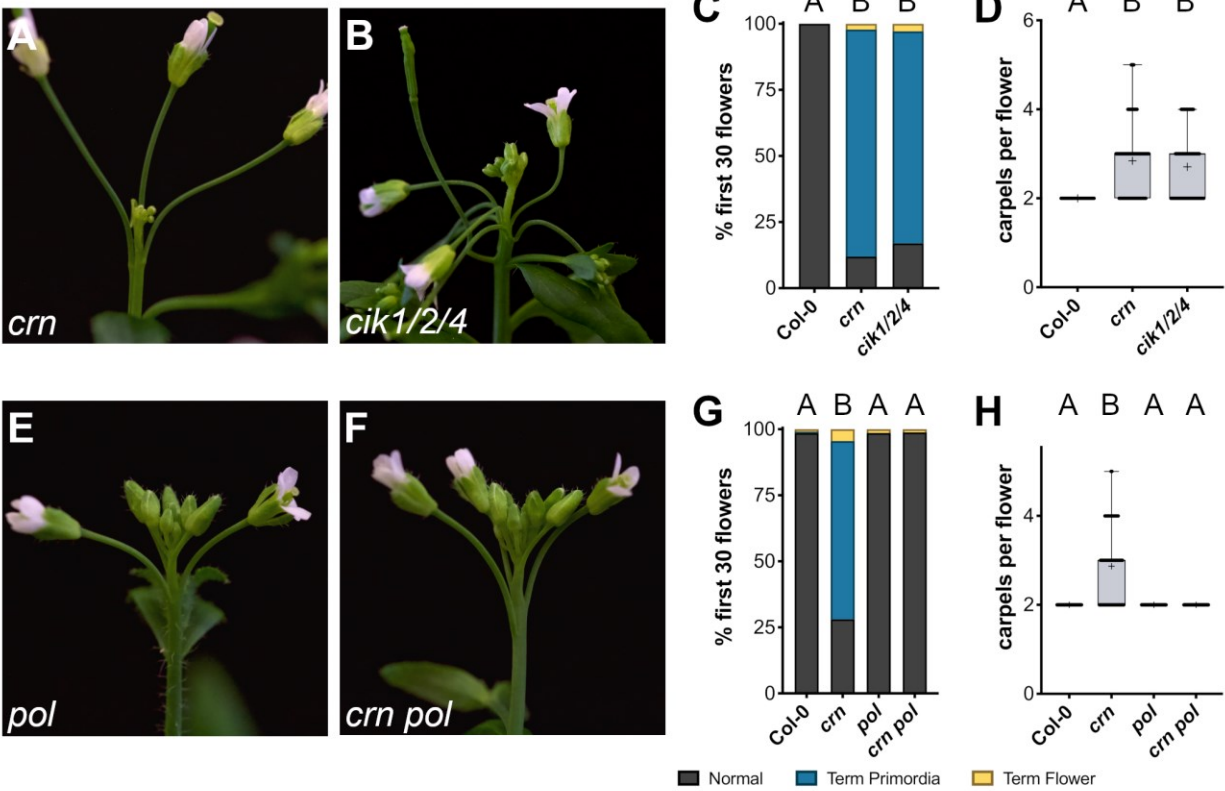 A
crn
B
cik1/2/4
C
A B B
% first 30 flowers
100
75
50
25
0
Col-0
crn
cik1/2/4
D
A B B
carpels per flower
6
4
2
0
Col-0
crn
cik1/2/4
E
pol
F
crn pol
G
A B A A
% first 30 flowers
100
75
50
25
0
Col-0
crn
pol
crn pol
H
A B A A
carpels per flower
4
2
0
Col-0
crn
pol
crn pol
Normal Term Primordia Term Flower